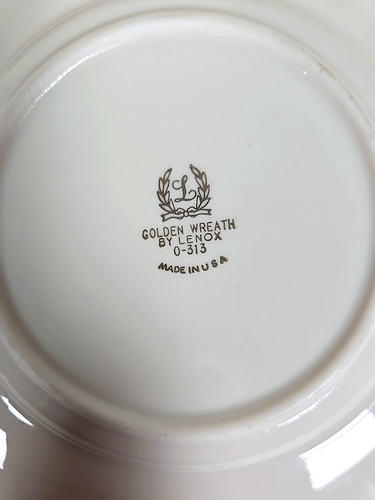 L
GOLDEN WREATH
BY LENOX
O-313
MADE IN USA